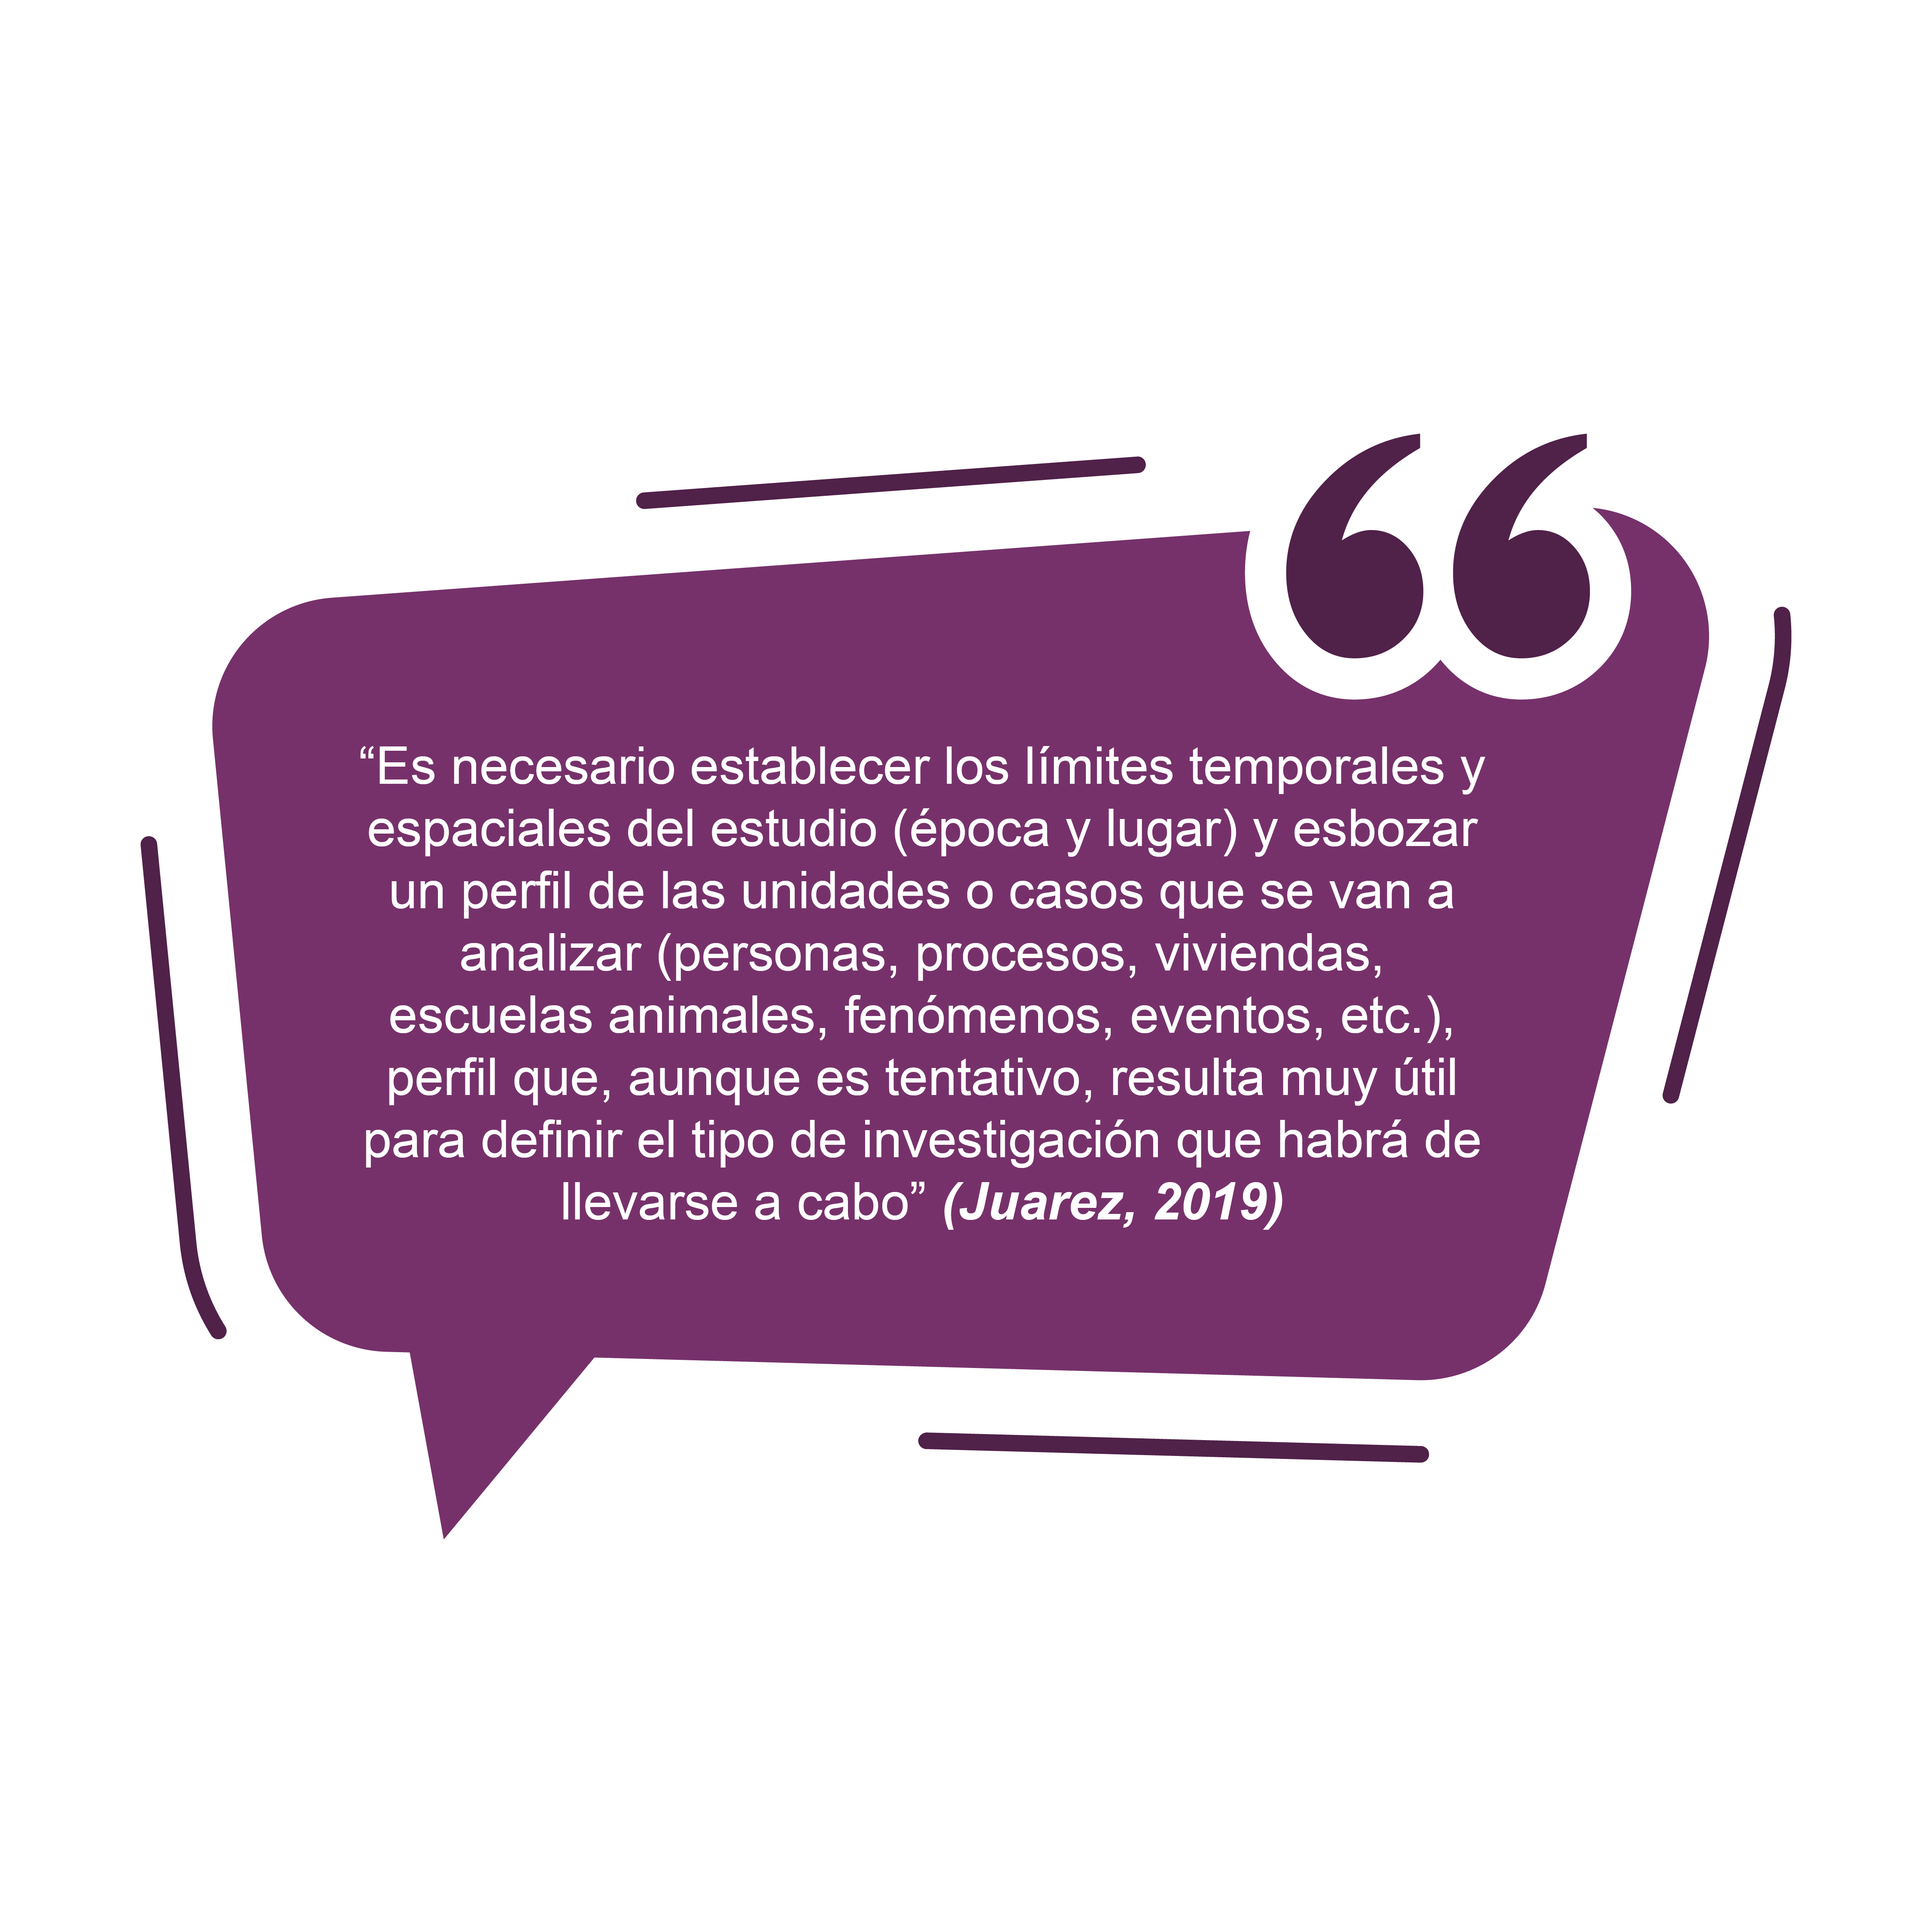 “Es necesario establecer los límites temporales y
espaciales del estudio (época y lugar) y esbozar
un perfil de las unidades o casos que se van a
analizar (personas, procesos, viviendas,
escuelas animales, fenómenos, eventos, etc.),
perfil que, aunque es tentativo, resulta muy útil
para definir el tipo de investigación que habrá de
llevarse a cabo” (Juarez, 2019)